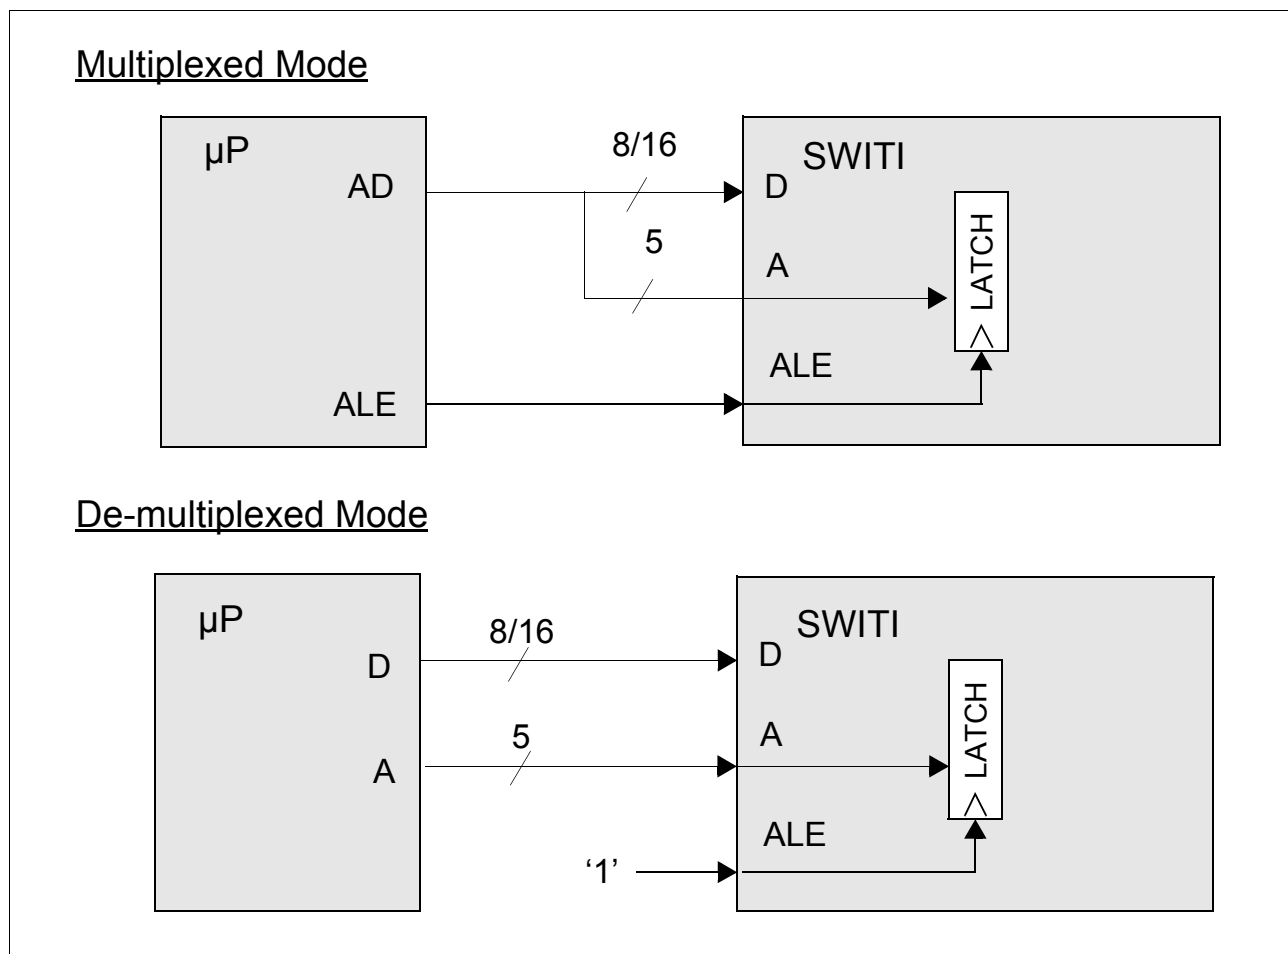 Multiplexed Mode
µP
8/16
SWITI
AD
D
5
A
LATCH
ALE
ALE
De-multiplexed Mode
µP
8/16
SWITI
D
D
5
A
A
LATCH
ALE
‘1’